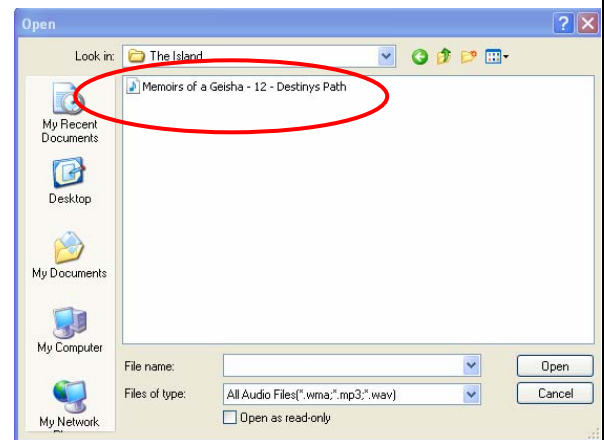 Open
Look in: The Island
Memoirs of a Geisha - 12 - Destinys Path
My Recent
Documents
Desktop
My Documents
My Computer
My Network
File name:
Open
Files of type: All Audio Files(*.wma;*.mp3;*.wav)
Cancel
Open as read-only